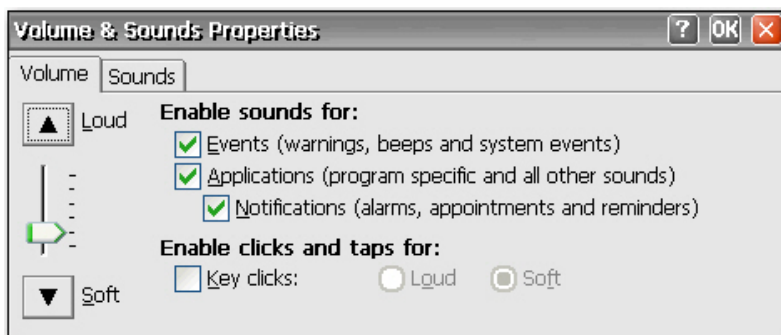 Volume & Sounds Properties ? OK
Volume Sounds
Loud Enable sounds for:
Events (warnings, beeps and system events)
Applications (program specific and all other sounds)
Notifications (alarms, appointments and reminders)
Enable clicks and taps for:
Soft Key clicks: Loud Soft